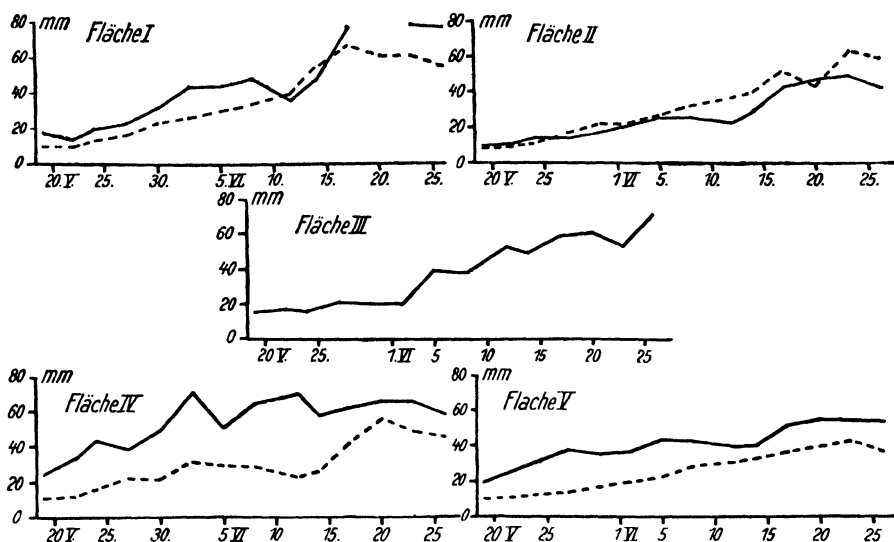 80 mm Fläche I
60
40
20
0
20. V. 25. 30. 5. VI. 10. 15. 20. 25.
80 mm Fläche II
60
40
20
0
20 V. 25 1 VI 5. 10. 15. 20. 25.
80 mm
Fläche III
60
40
20
0
20 V. 25. 1. VI 5 10 15 20 25
80 mm
Fläche IV
60
40
20
0
20 V. 25. 30. 5 VI 10. 15. 20. 25.
80 mm
Flache V
60
40
20
0
20 V 25 1 VI. 5. 10. 15 20. 25